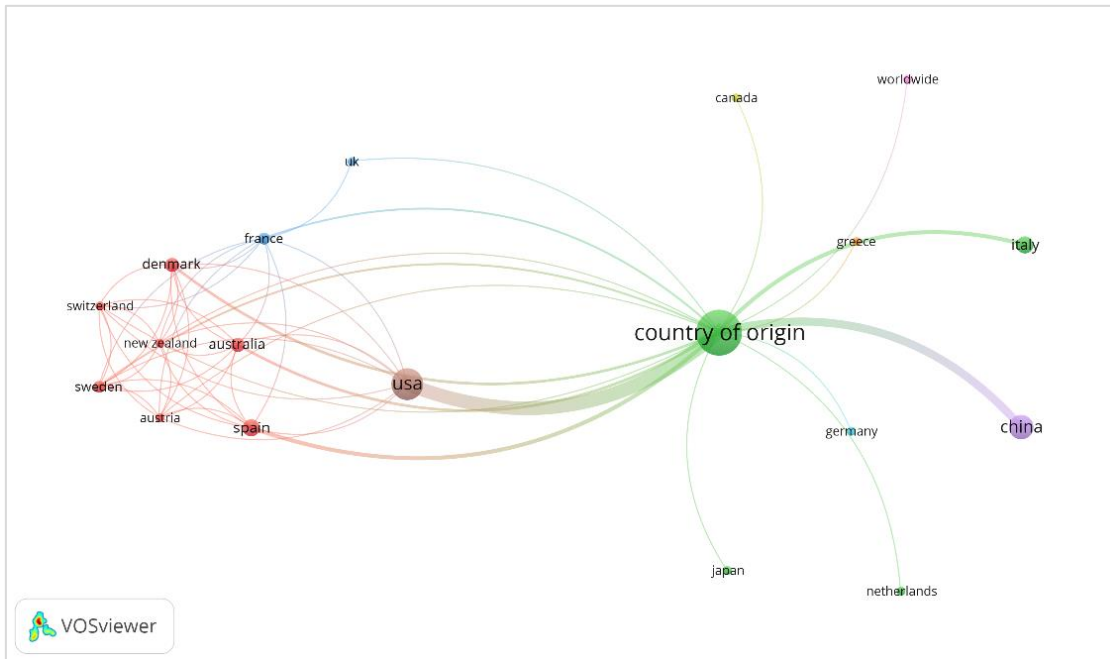 worldwide
canada
uk
france
greece
italy
denmark
switzerland
country of origin
new zealand
australia
usa
sweden
austria
spain
china
germany
japan
netherlands
VOSviewer